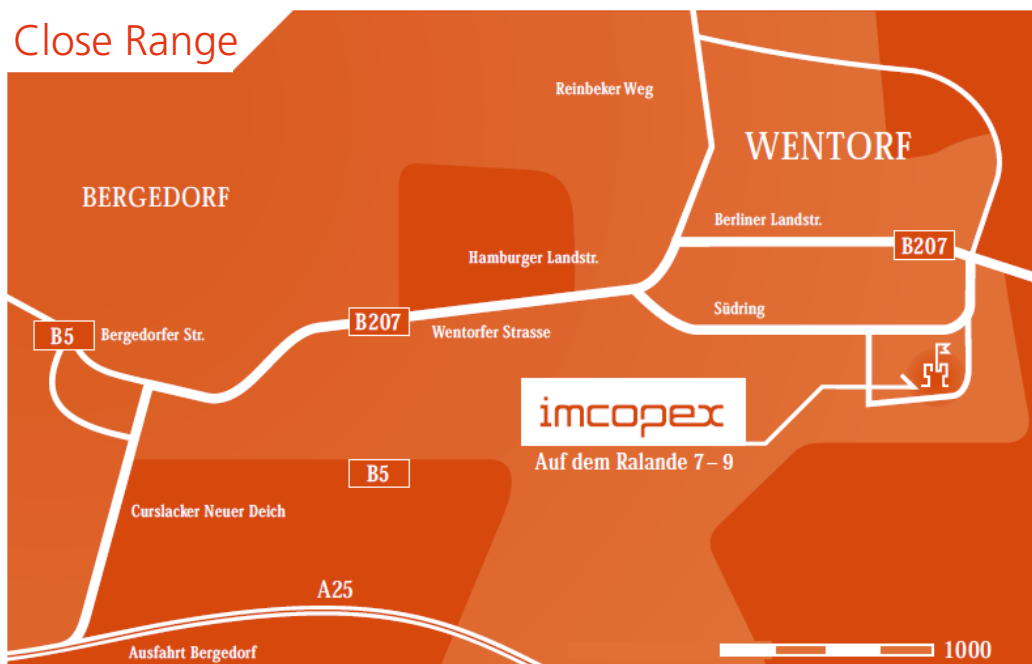 Close Range
Reinbeker Weg
WENTORF
BERGEDORF
Berliner Landstr.
B207
Hamburger Landstr.
Südring
B207
B5
Bergedorfer Str.
Wentorfer Strasse
imcopex
Auf dem Ralande 7 – 9
B5
Curslacker Neuer Deich
A25
Ausfahrt Bergedorf
1000